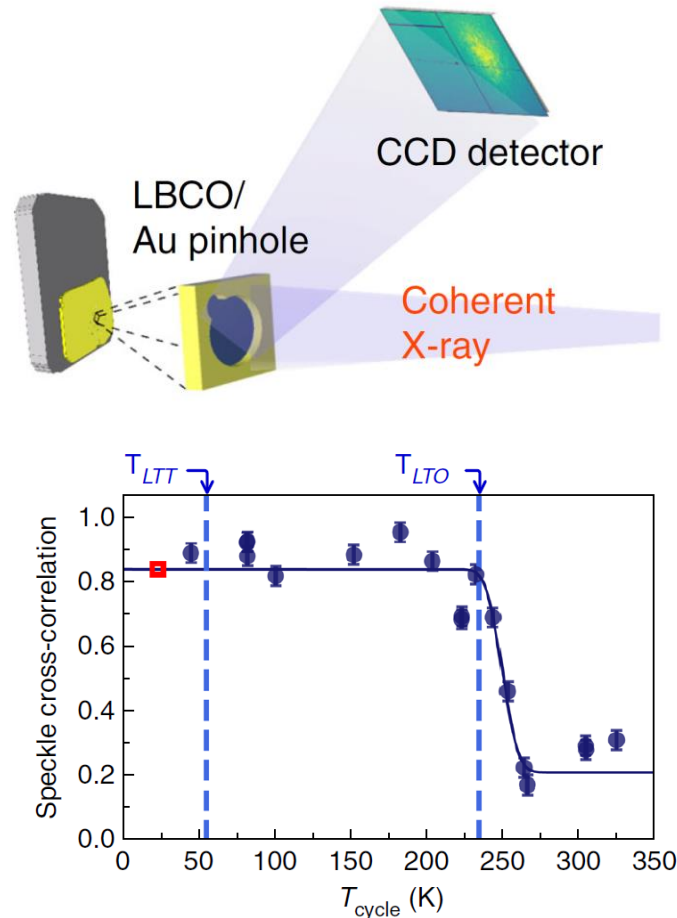 CCD detector
LBCO/
Au pinhole
Coherent
X-ray
T_LTT T_LTO
1.0
0.8
0.6
0.4
0.2
0.0
Speckle cross-correlation
0 50 100 150 200 250 300 350
T_cycle (K)